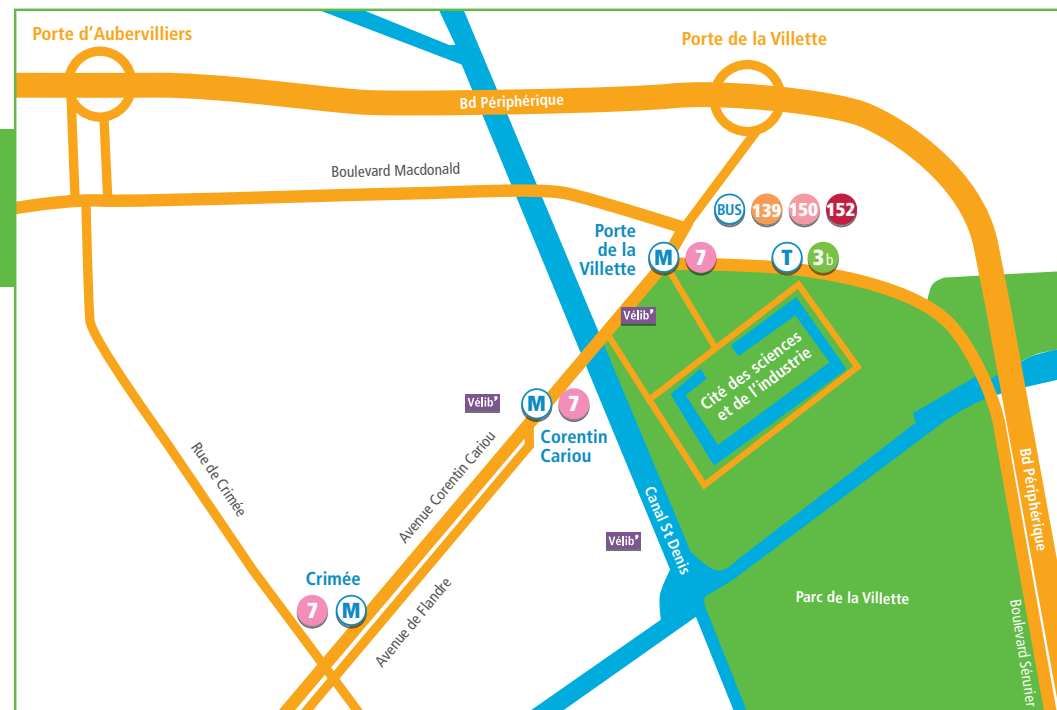 Porte d'Aubervilliers
Porte de la Villette
Bd Périphérique
Boulevard Macdonald
BUS 139 150 152
Porte
de la
Villette
M 7
T 3b
Vélib'
Cité des sciences
et de l'industrie
Vélib'
M 7
Corentin
Cariou
Rue de Crimée
Avenue Corentin Cariou
Canal St Denis
Bd Périphérique
Vélib'
Crimée
7 M
Avenue de Flandre
Parc de la Villette
Boulevard Sérurier